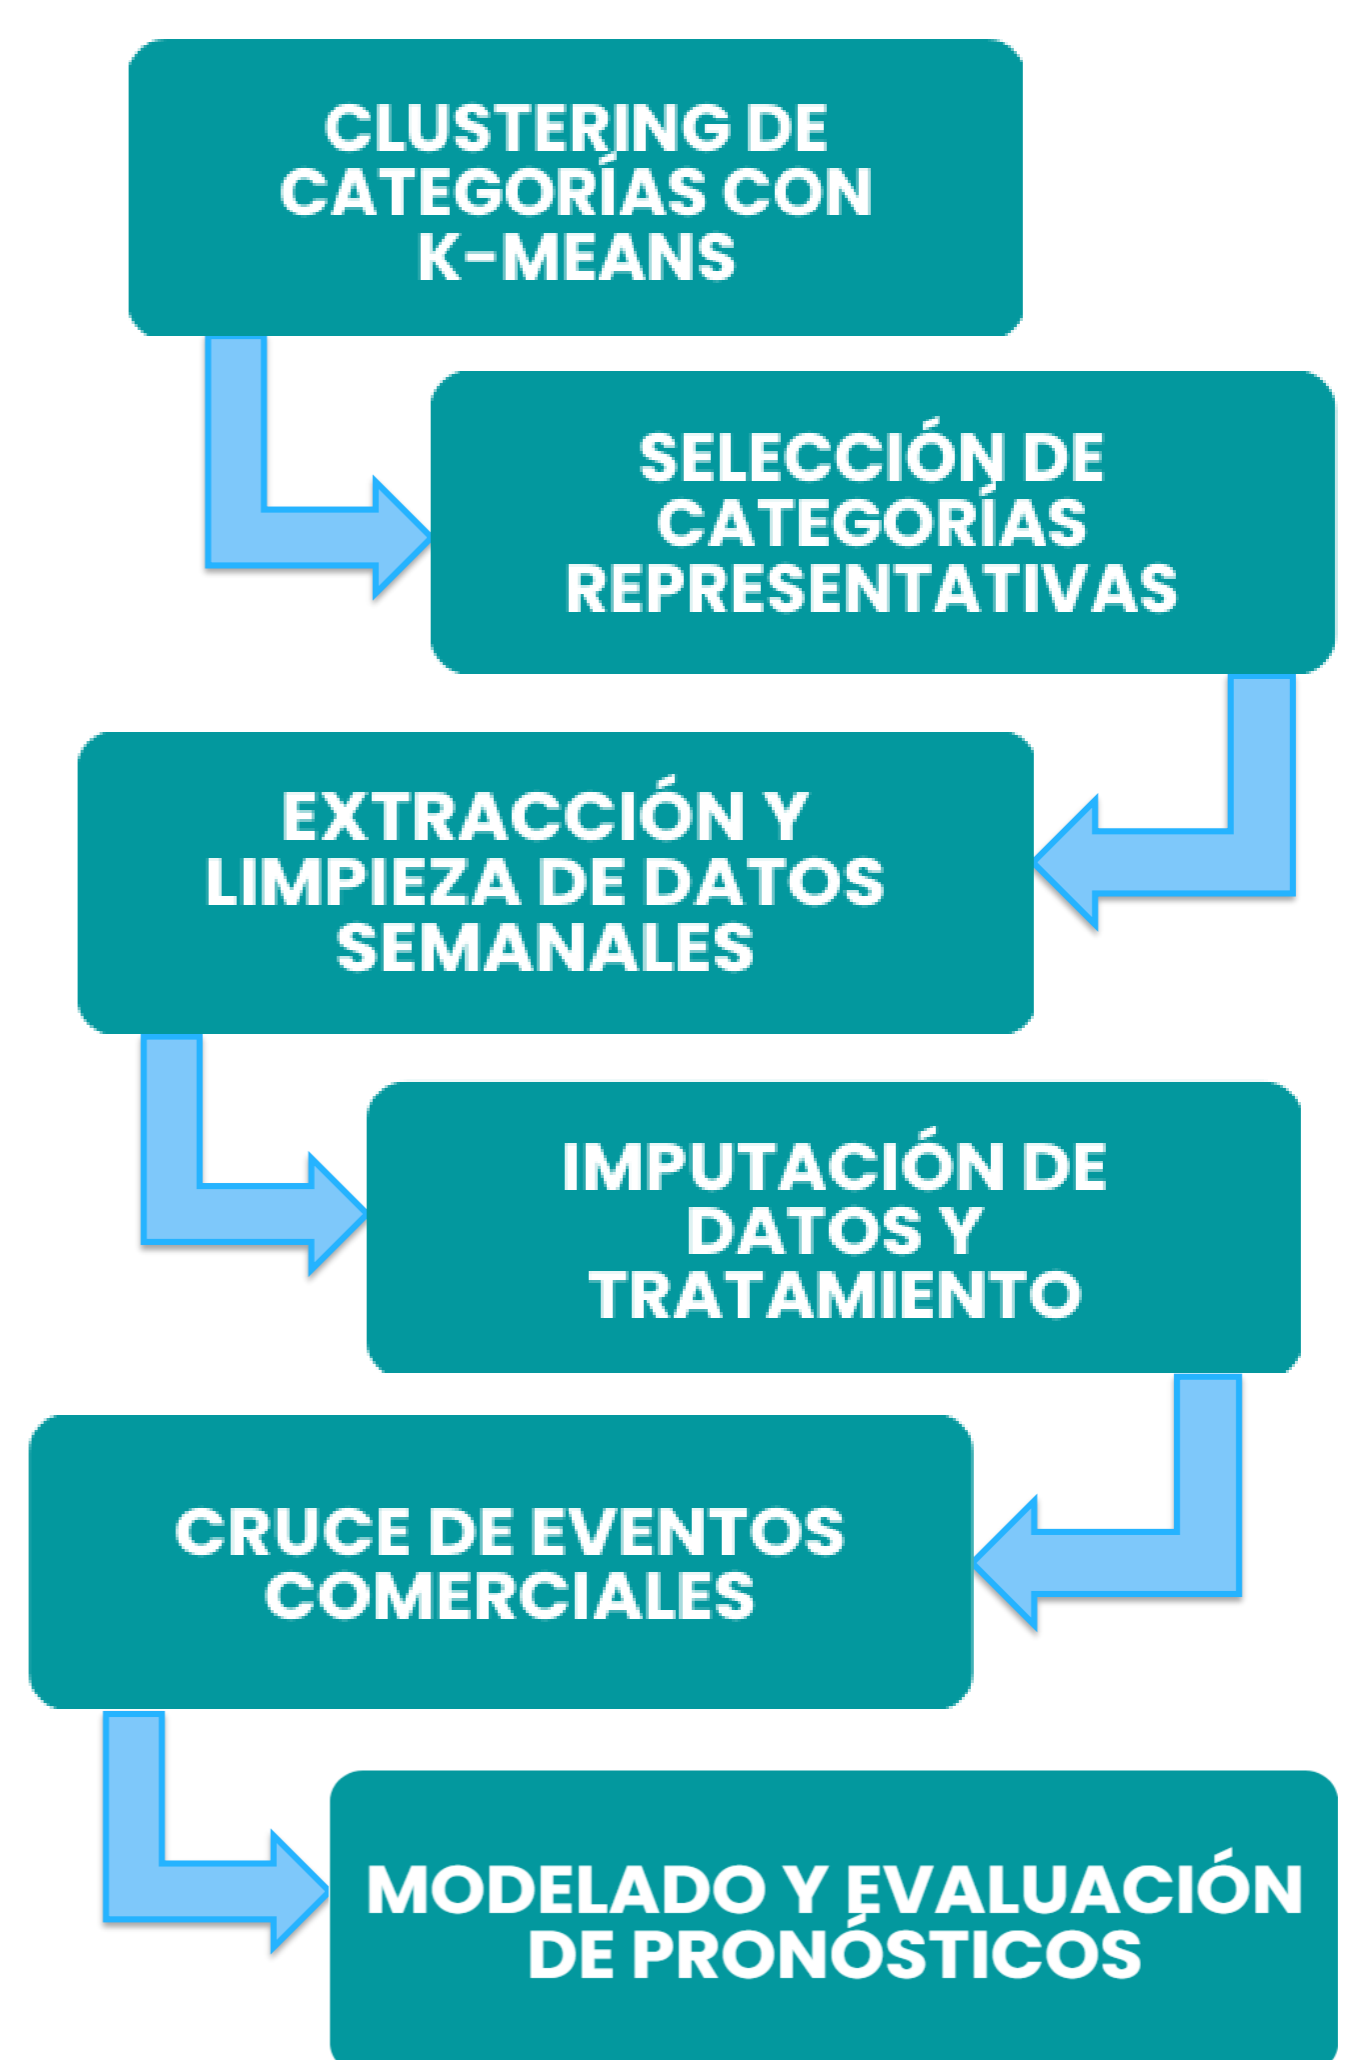 CLUSTERING DE
CATEGORÍAS CON
K-MEANS
SELECCIÓN DE
CATEGORÍAS
REPRESENTATIVAS
EXTRACCIÓN Y
LIMPIEZA DE DATOS
SEMANALES
IMPUTACIÓN DE
DATOS Y
TRATAMIENTO
CRUCE DE EVENTOS
COMERCIALES
MODELADO Y EVALUACIÓN
DE PRONÓSTICOS